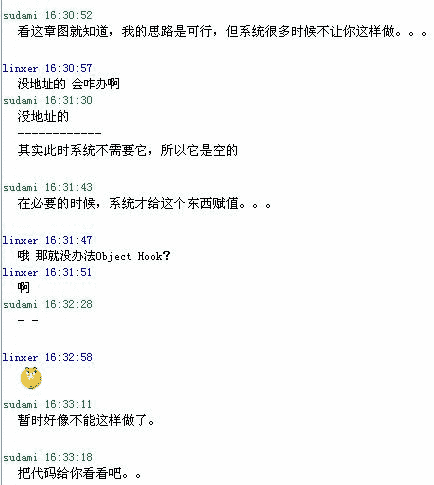 sudami 16:30:52
看这章图就知道，我的思路是可行，但系统很多时候不让你这样做。。。
linxer 16:30:57
没地址的 会咋办啊
sudami 16:31:30
没地址的
------------
其实此时系统不需要它，所以它是空的
sudami 16:31:43
在必要的时候，系统才给这个东西赋值。。。
linxer 16:31:47
哦 那就没办法Object Hook?
linxer 16:31:51
啊
sudami 16:32:28
- -
linxer 16:32:58
sudami 16:33:11
暂时好像不能这样做了。
sudami 16:33:18
把代码给你看看吧。。